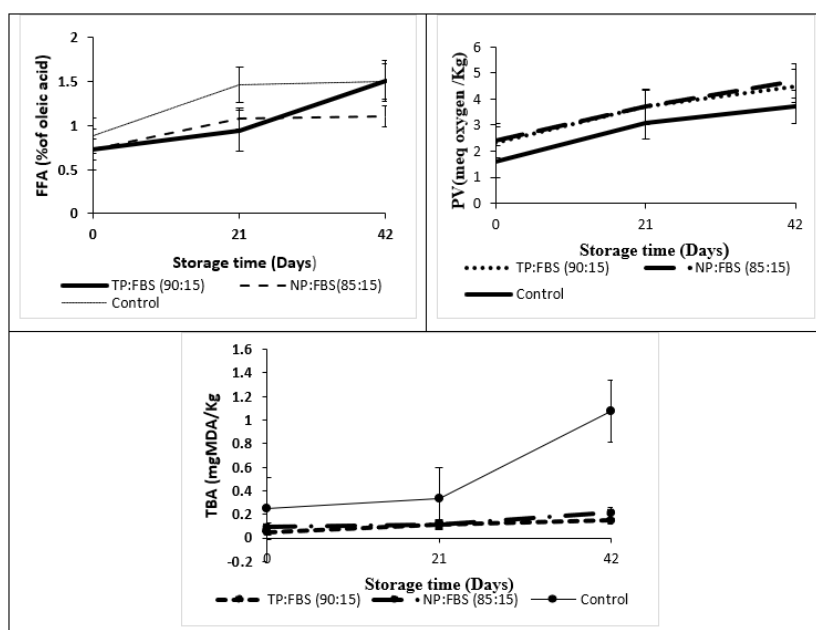 2
1.5
1
0.5
0
FFA (%of oleic acid)
0 21 42
Storage time (Days)
TP:FBS (90:15) NP:FBS(85:15)
Control
6
5
4
3
2
1
0
PV(meq oxygen /Kg)
0 21 42
Storage time (Days)
TP:FBS (90:15) NP:FBS (85:15)
Control
1.6
1.4
1.2
1
0.8
0.6
0.4
0.2
0
-0.2
TBA (mgMDA/Kg
0 21 42
Storage time (Days)
TP:FBS (90:15) NP:FBS (85:15) Control